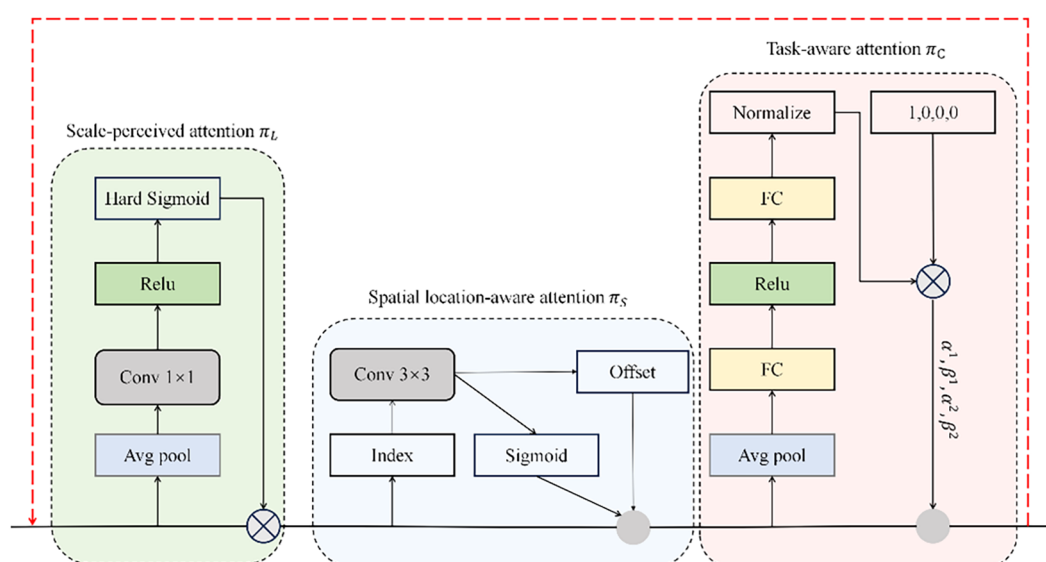 Task-aware attention π_C
Normalize
1,0,0,0
Scale-perceived attention π_L
Hard Sigmoid
FC
Relu
Relu
Spatial location-aware attention π_S
Conv 1×1
Conv 3×3
Offset
FC
α¹, β¹, α², β²
Avg pool
Index
Sigmoid
Avg pool